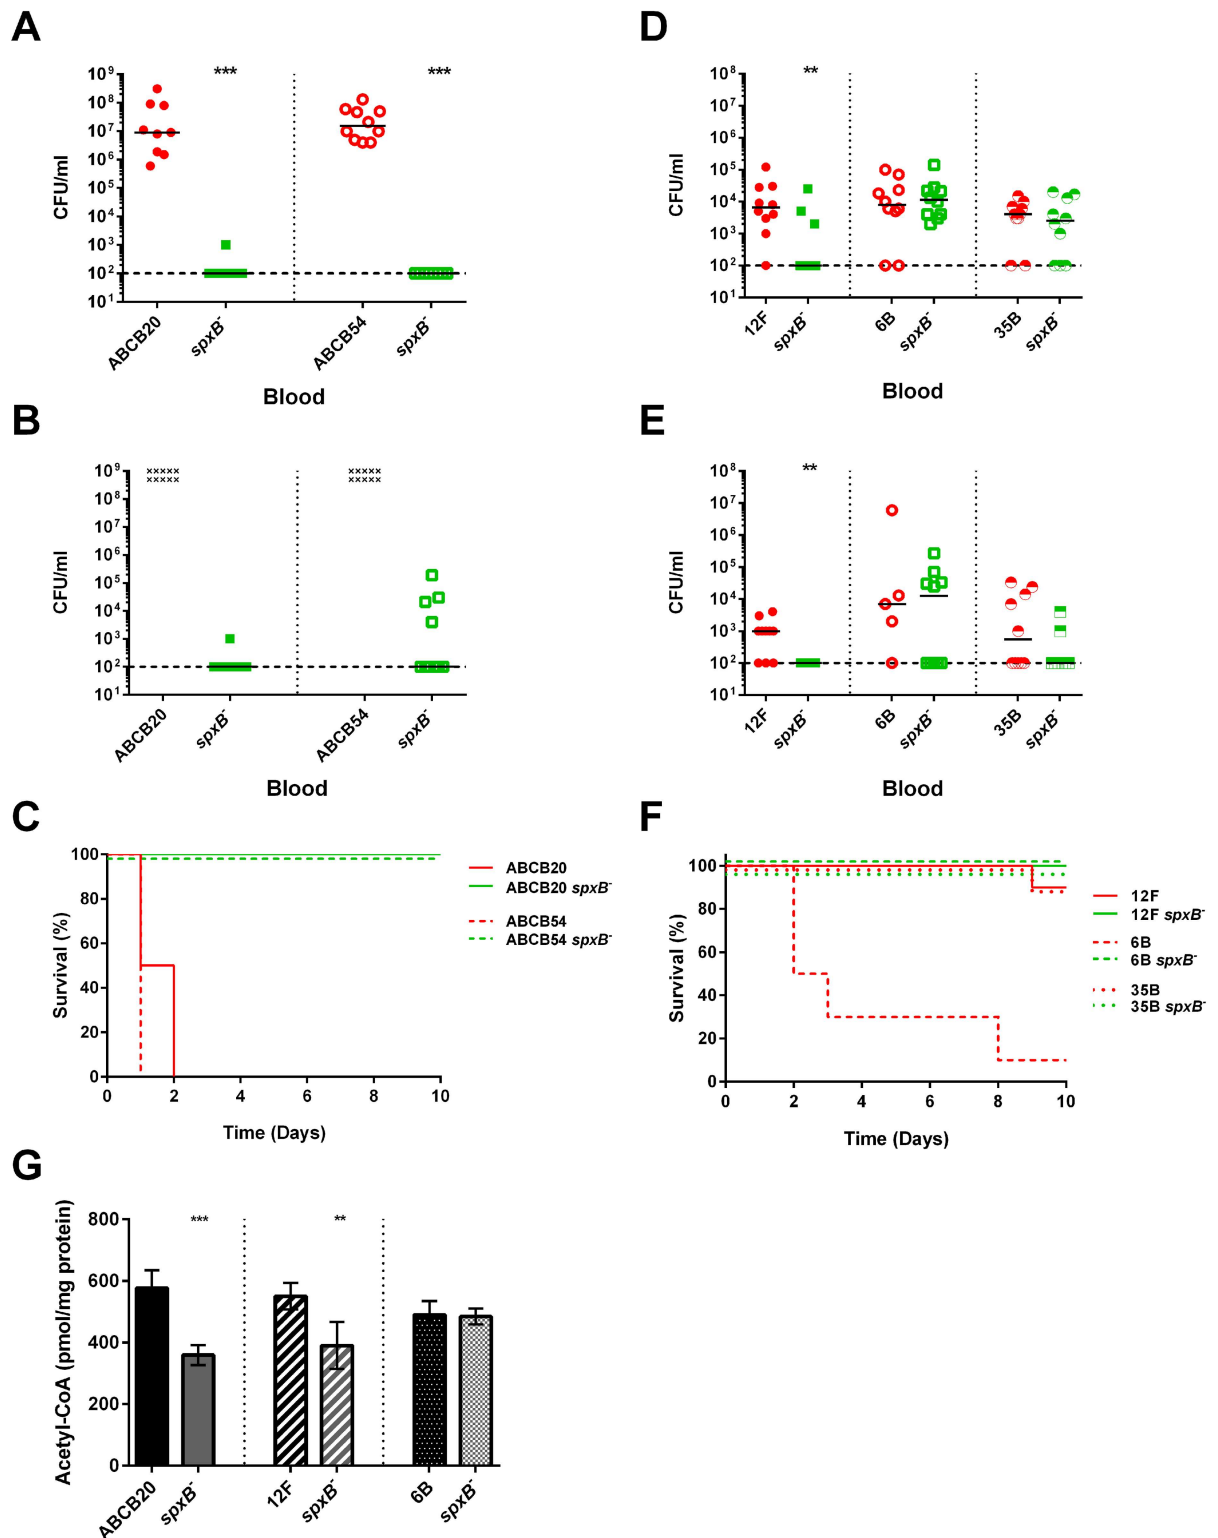 A
CFU/ml
10⁹
10⁸
10⁷
10⁶
10⁵
10⁴
10³
10²
10¹
***
***
ABCB20
spxB⁻
ABCB54
spxB⁻
Blood
D
CFU/ml
10⁸
10⁷
10⁶
10⁵
10⁴
10³
10²
10¹
**
12F
spxB⁻
6B
spxB⁻
35B
spxB⁻
Blood
B
CFU/ml
10⁹
10⁸
10⁷
10⁶
10⁵
10⁴
10³
10²
10¹
×××××
×××××
×××××
×××××
ABCB20
spxB⁻
ABCB54
spxB⁻
Blood
E
CFU/ml
10⁸
10⁷
10⁶
10⁵
10⁴
10³
10²
10¹
**
12F
spxB⁻
6B
spxB⁻
35B
spxB⁻
Blood
C
Survival (%)
100
80
60
40
20
0
0 2 4 6 8 10
Time (Days)
ABCB20
ABCB20 spxB⁻
ABCB54
ABCB54 spxB⁻
F
Survival (%)
100
80
60
40
20
0
0 2 4 6 8 10
Time (Days)
12F
12F spxB⁻
6B
6B spxB⁻
35B
35B spxB⁻
G
Acetyl-CoA (pmol/mg protein)
800
600
400
200
0
***
**
ABCB20
spxB⁻
12F
spxB⁻
6B
spxB⁻